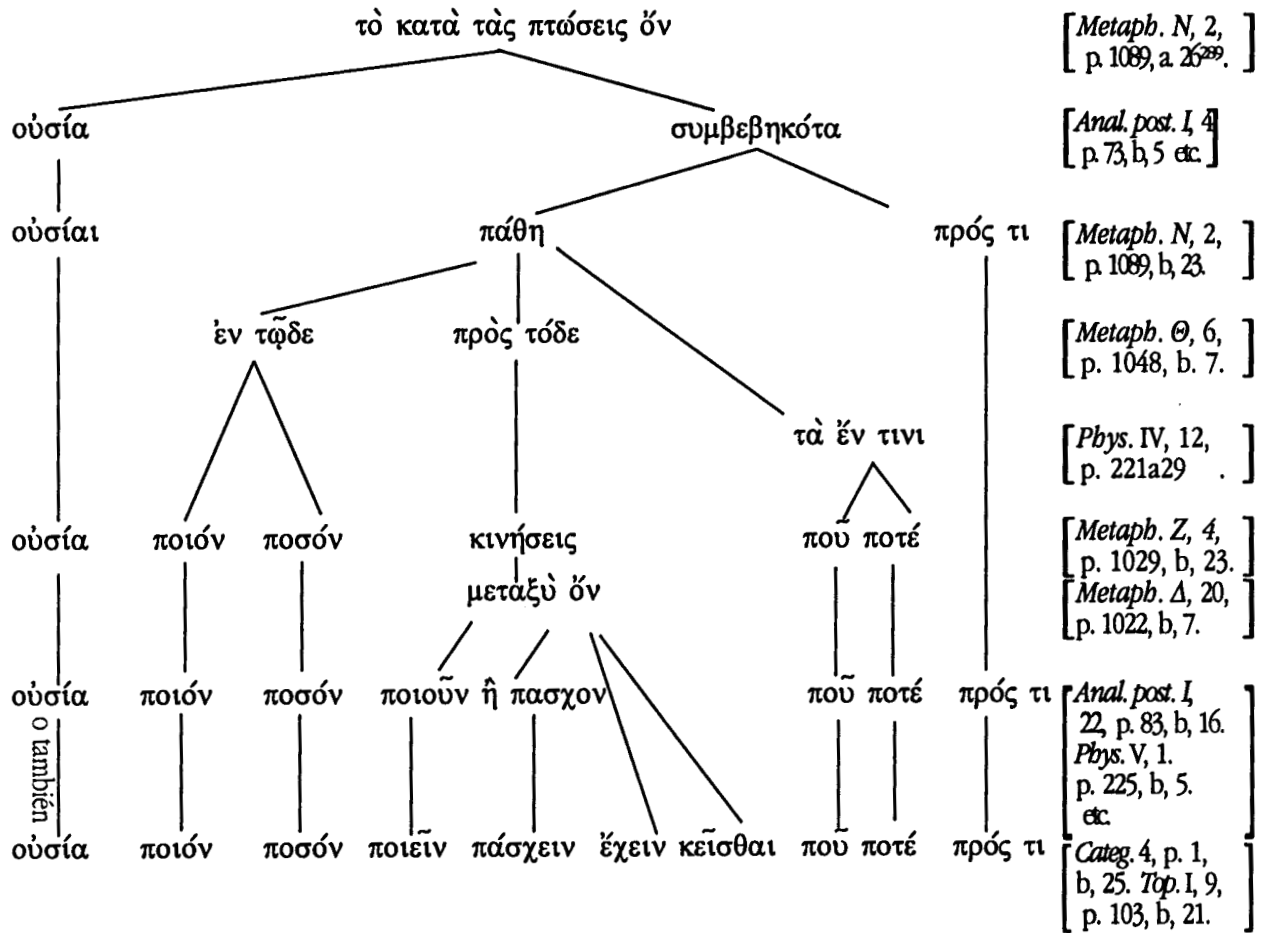 τὸ κατὰ τὰς πτώσεις ὄν [Metaph. N, 2,
p. 1089, a. 26²⁸⁹. ]
οὐσία συμβεβηκότα [Anal. post. I, 4
p. 73, b, 5 etc. ]
οὐσίαι πάθη πρός τι [Metaph. N, 2,
p. 1089, b, 23. ]
ἐν τῷδε πρὸς τόδε [Metaph. Θ, 6,
p. 1048, b. 7. ]
τὰ ἔν τινι [Phys. IV, 12,
p. 221a29 . ]
οὐσία ποιόν ποσόν κινήσεις ποῦ ποτέ [Metaph. Z, 4,
p. 1029, b, 23. ]
μεταξὺ ὄν [Metaph. Δ, 20,
p. 1022, b, 7. ]
οὐσία ποιόν ποσόν ποιοῦν ἢ πασχον ποῦ ποτέ πρός τι [Anal. post. I,
22, p. 83, b, 16.
Phys. V, 1.
p. 225, b, 5.
etc. ]
o también
οὐσία ποιόν ποσόν ποιεῖν πάσχειν ἔχειν κεῖσθαι ποῦ ποτέ πρός τι [Categ. 4, p. 1,
b, 25. Top. I, 9,
p. 103, b, 21. ]